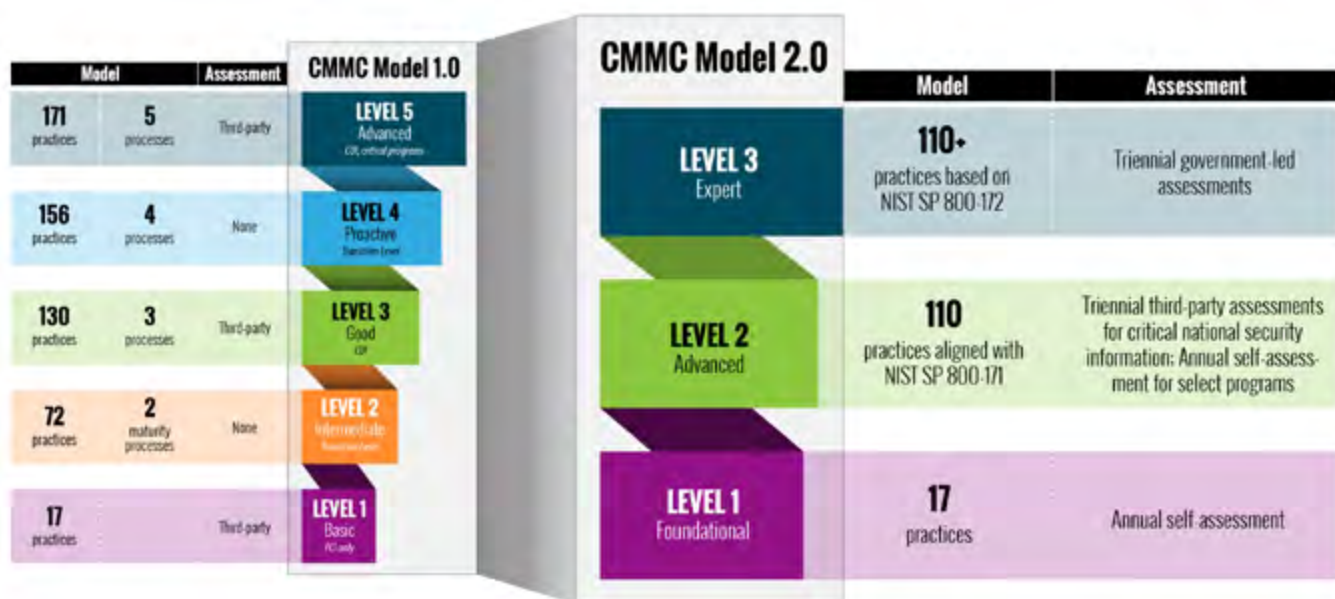 Model
Assessment
CMMC Model 1.0
171
practices
5
processes
Third-party
LEVEL 5
Advanced
CUI, critical programs
156
practices
4
processes
None
LEVEL 4
Proactive
Transition Level
130
practices
3
processes
Third-party
LEVEL 3
Good
CUI
72
practices
2
maturity
processes
None
LEVEL 2
Intermediate
17
practices
Third-party
LEVEL 1
Basic
FCI only
CMMC Model 2.0
Model
Assessment
LEVEL 3
Expert
110+
practices based on
NIST SP 800-172
Triennial government-led
assessments
LEVEL 2
Advanced
110
practices aligned with
NIST SP 800-171
Triennial third-party assessments
for critical national security
information; Annual self-assess-
ment for select programs
LEVEL 1
Foundational
17
practices
Annual self assessment